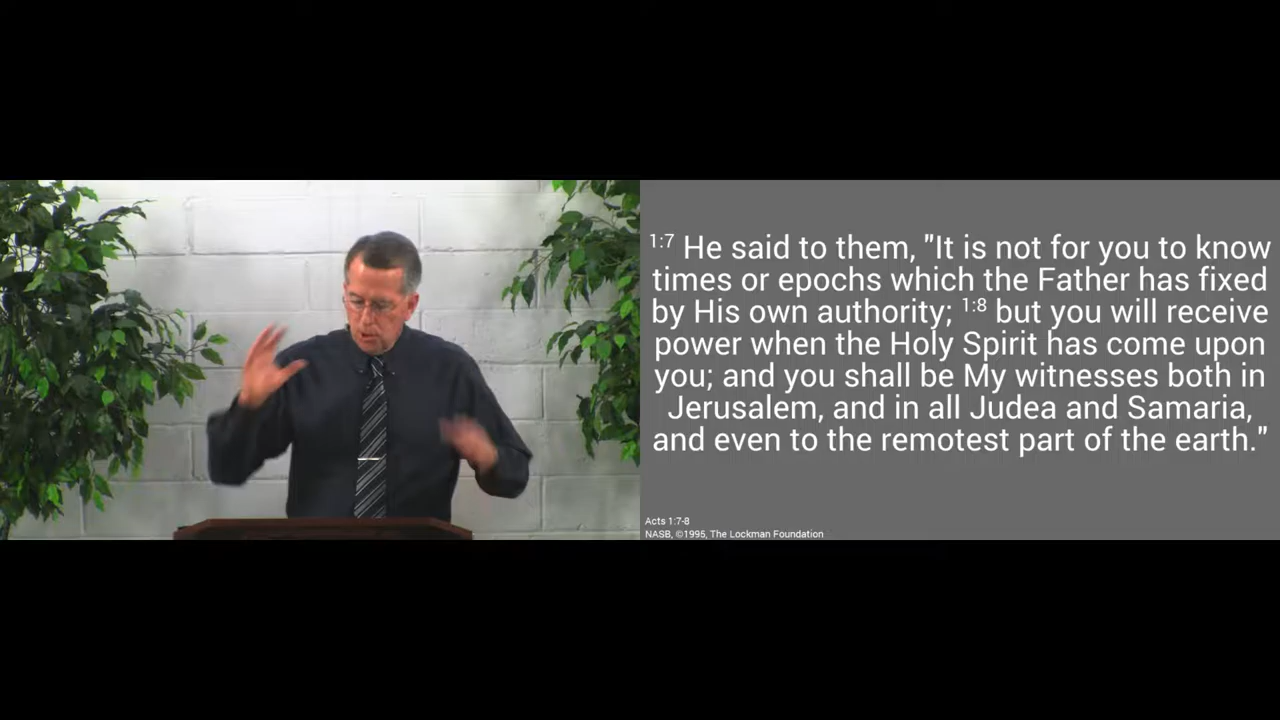 1:7 He said to them, "It is not for you to know
times or epochs which the Father has fixed
by His own authority; 1:8 but you will receive
power when the Holy Spirit has come upon
you; and you shall be My witnesses both in
Jerusalem, and in all Judea and Samaria,
and even to the remotest part of the earth."
Acts 1:7-8
NASB, ©1995, The Lockman Foundation